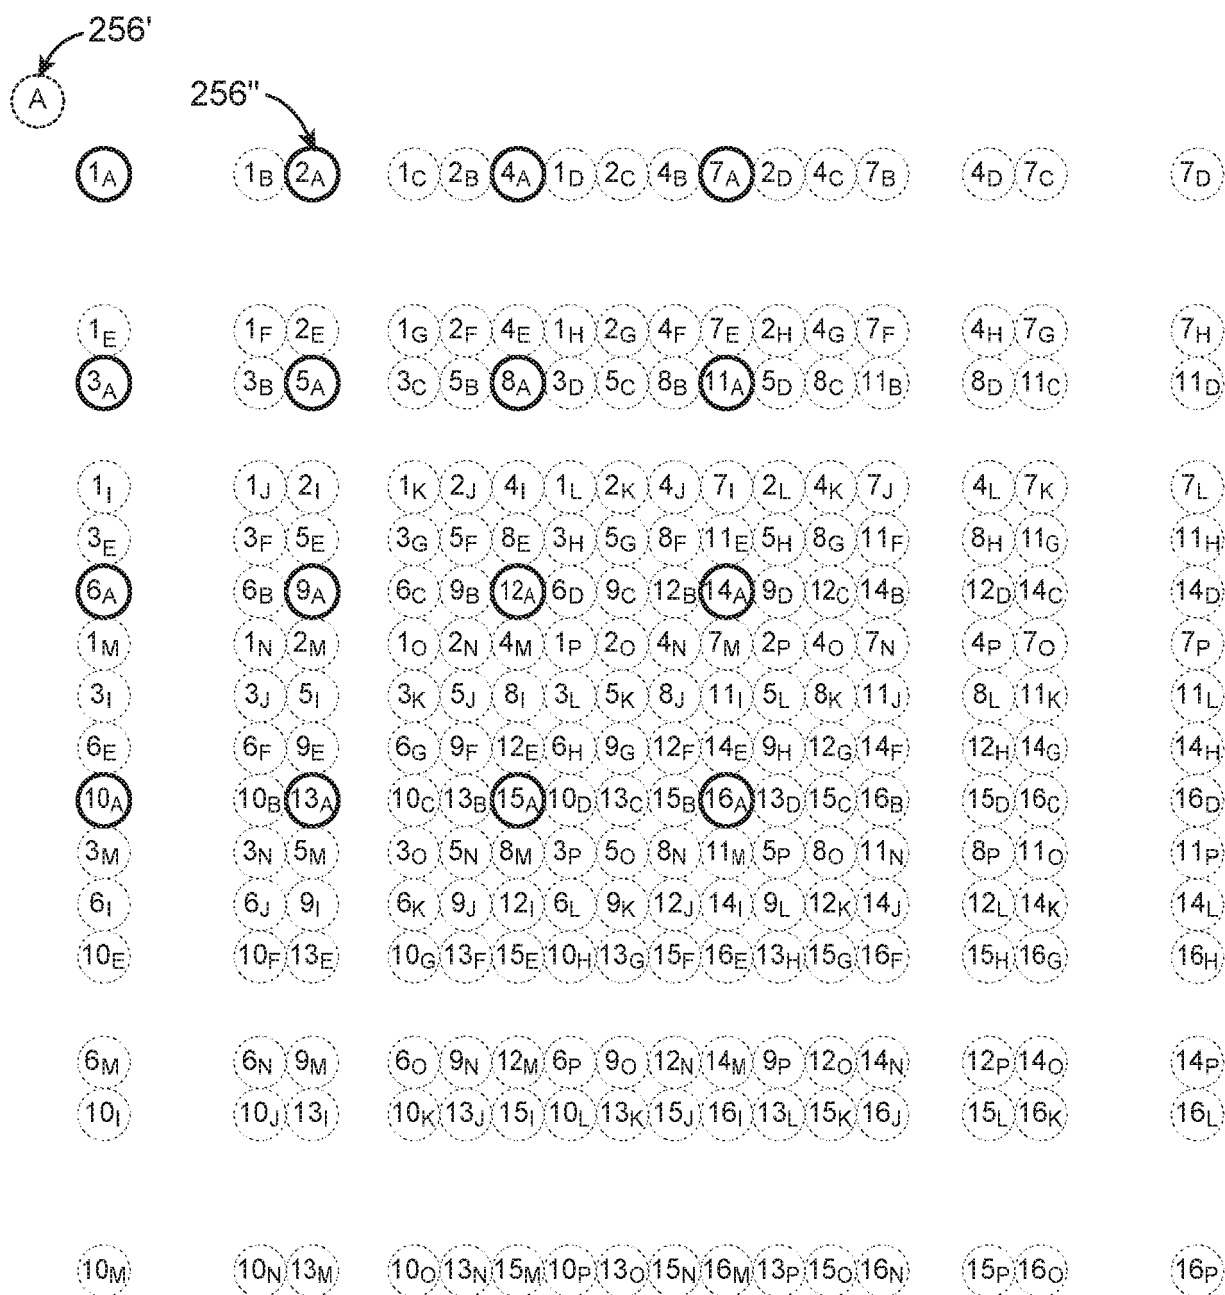 256'
A
256"
1A 1B 2A 1C 2B 4A 1D 2C 4B 7A 2D 4C 7B 4D 7C 7D
1E 1F 2E 1G 2F 4E 1H 2G 4F 7E 2H 4G 7F 4H 7G 7H
3A 3B 5A 3C 5B 8A 3D 5C 8B 11A 5D 8C 11B 8D 11C 11D
1I 1J 2I 1K 2J 4I 1L 2K 4J 7I 2L 4K 7J 4L 7K 7L
3E 3F 5E 3G 5F 8E 3H 5G 8F 11E 5H 8G 11F 8H 11G 11H
6A 6B 9A 6C 9B 12A 6D 9C 12B 14A 9D 12C 14B 12D 14C 14D
1M 1N 2M 1O 2N 4M 1P 2O 4N 7M 2P 4O 7N 4P 7O 7P
3I 3J 5I 3K 5J 8I 3L 5K 8J 11I 5L 8K 11J 8L 11K 11L
6E 6F 9E 6G 9F 12E 6H 9G 12F 14E 9H 12G 14F 12H 14G 14H
10A 10B 13A 10C 13B 15A 10D 13C 15B 16A 13D 15C 16B 15D 16C 16D
3M 3N 5M 3O 5N 8M 3P 5O 8N 11M 5P 8O 11N 8P 11O 11P
6I 6J 9I 6K 9J 12I 6L 9K 12J 14I 9L 12K 14J 12L 14K 14L
10E 10F 13E 10G 13F 15E 10H 13G 15F 16E 13H 15G 16F 15H 16G 16H
6M 6N 9M 6O 9N 12M 6P 9O 12N 14M 9P 12O 14N 12P 14O 14P
10I 10J 13I 10K 13J 15I 10L 13K 15J 16I 13L 15K 16J 15L 16K 16L
10M 10N 13M 10O 13N 15M 10P 13O 15N 16M 13P 15O 16N 15P 16O 16P